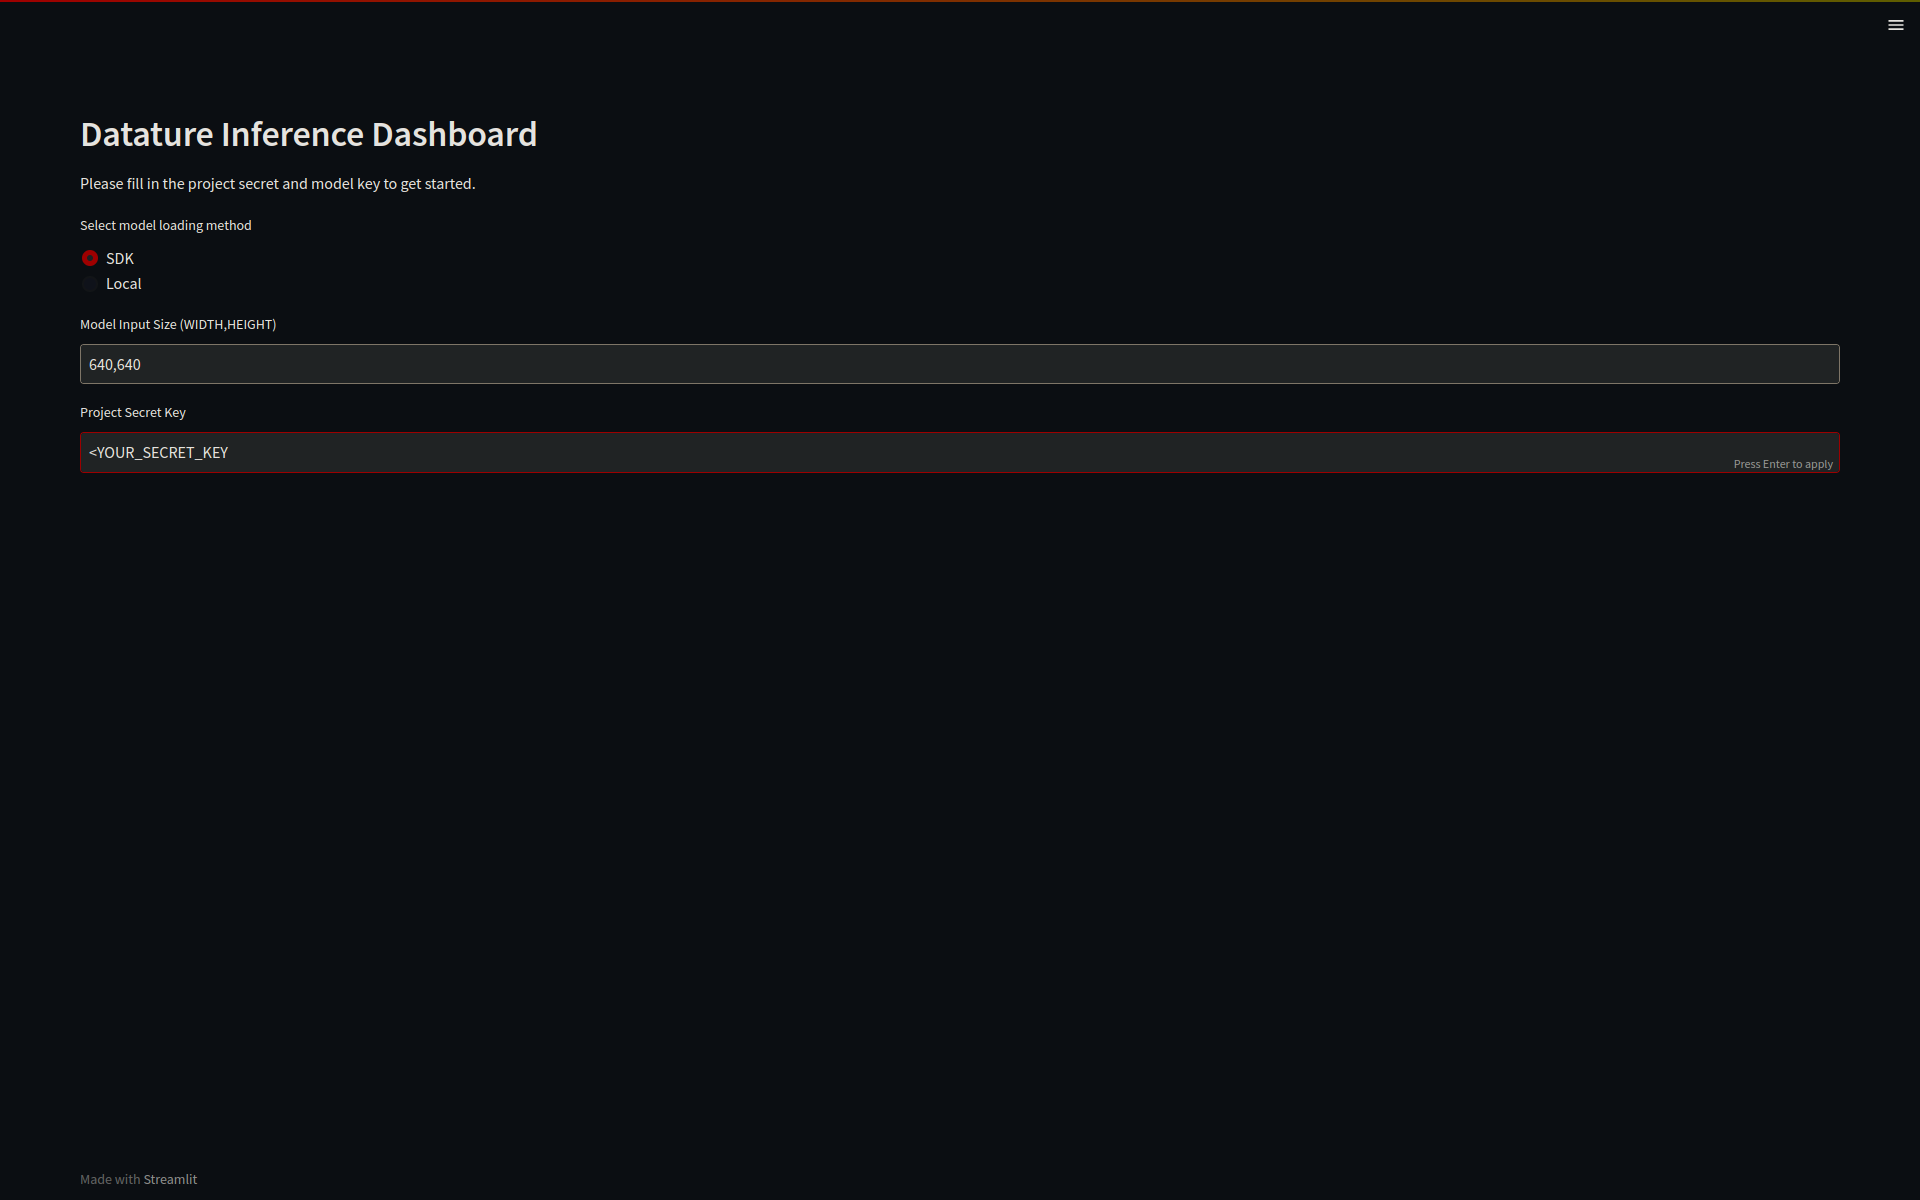 Datature Inference Dashboard
Please fill in the project secret and model key to get started.
Select model loading method
SDK
Local
Model Input Size (WIDTH,HEIGHT)
640,640
Project Secret Key
<YOUR_SECRET_KEY
Press Enter to apply
Made with Streamlit